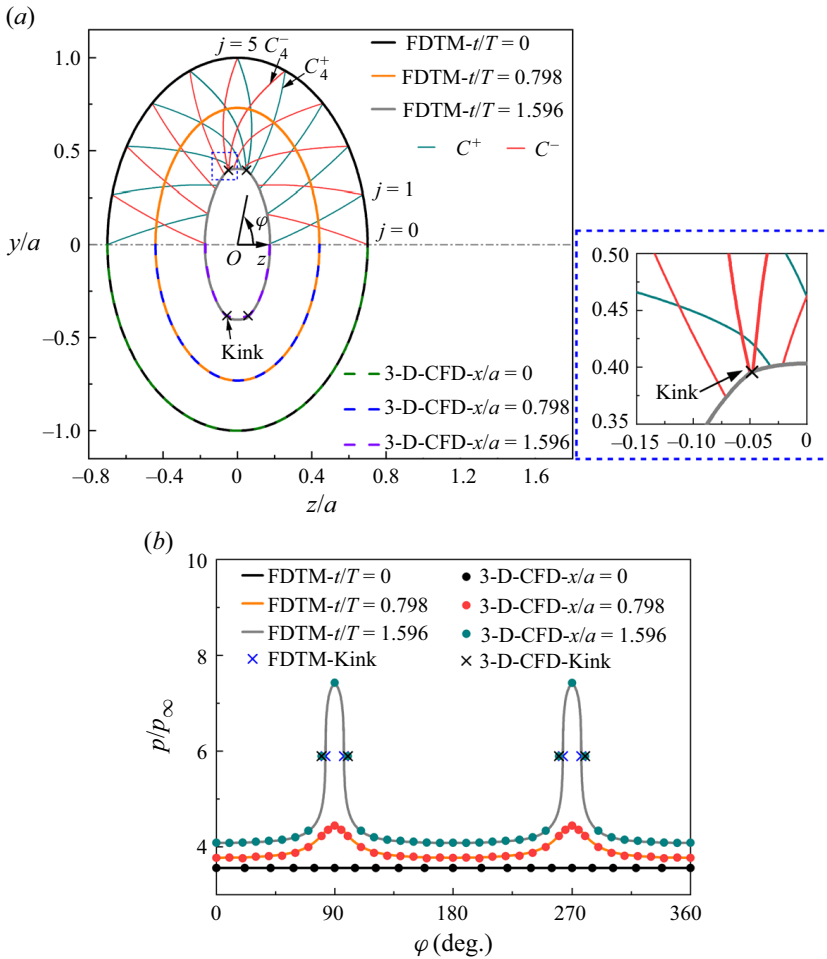 (a)
1.0
0.5
0
−0.5
−1.0
y/a
j = 5
C4−
C4+
FDTM-t/T = 0
FDTM-t/T = 0.798
FDTM-t/T = 1.596
C+
C−
j = 1
j = 0
φ
O
z
Kink
3-D-CFD-x/a = 0
3-D-CFD-x/a = 0.798
3-D-CFD-x/a = 1.596
−0.8
−0.4
0
0.4
0.8
1.2
1.6
z/a
0.50
0.45
0.40
0.35
Kink
−0.15
−0.10
−0.05
0
(b)
10
8
6
4
p/p∞
FDTM-t/T = 0
FDTM-t/T = 0.798
FDTM-t/T = 1.596
FDTM-Kink
3-D-CFD-x/a = 0
3-D-CFD-x/a = 0.798
3-D-CFD-x/a = 1.596
3-D-CFD-Kink
0
90
180
270
360
φ (deg.)